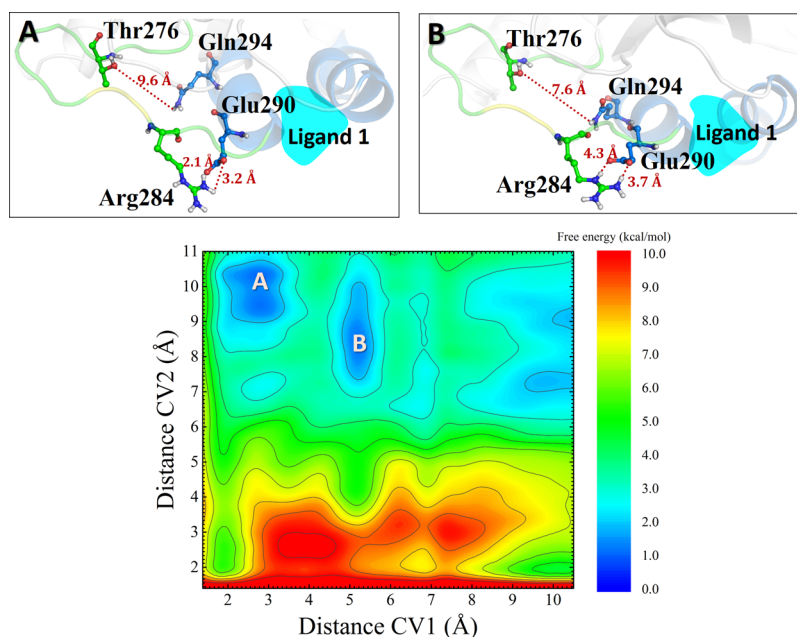 A
Thr276
Gln294
9.6 Å
Glu290
Ligand 1
2.1 Å
3.2 Å
Arg284
B
Thr276
7.6 Å
Gln294
Ligand 1
4.3 Å
Glu290
Arg284
3.7 Å
Free energy (kcal/mol)
11
10
9
8
7
6
5
4
3
2
Distance CV2 (Å)
A
B
10.0
9.0
8.0
7.0
6.0
5.0
4.0
3.0
2.0
1.0
0.0
2 3 4 5 6 7 8 9 10
Distance CV1 (Å)